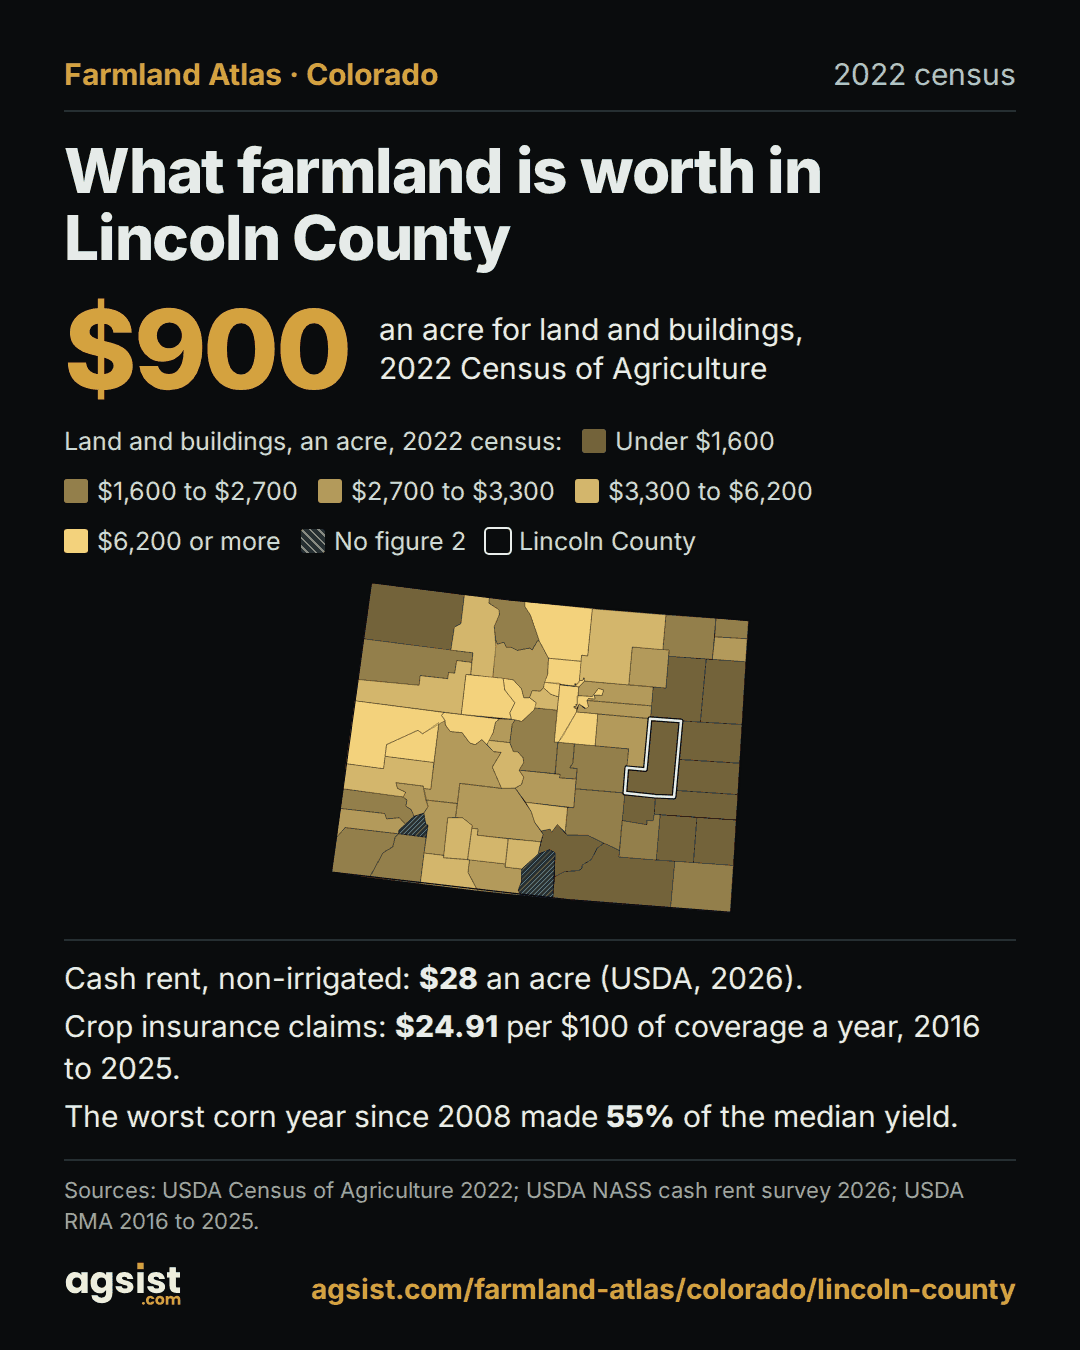 Farmland Atlas · Colorado
2022 census
What farmland is worth in
Lincoln County
$900
an acre for land and buildings,
2022 Census of Agriculture
Land and buildings, an acre, 2022 census: Under $1,600
$1,600 to $2,700 $2,700 to $3,300 $3,300 to $6,200
$6,200 or more No figure 2 Lincoln County
Cash rent, non-irrigated: $28 an acre (USDA, 2026).
Crop insurance claims: $24.91 per $100 of coverage a year, 2016
to 2025.
The worst corn year since 2008 made 55% of the median yield.
Sources: USDA Census of Agriculture 2022; USDA NASS cash rent survey 2026; USDA
RMA 2016 to 2025.
agsist
.com
agsist.com/farmland-atlas/colorado/lincoln-county